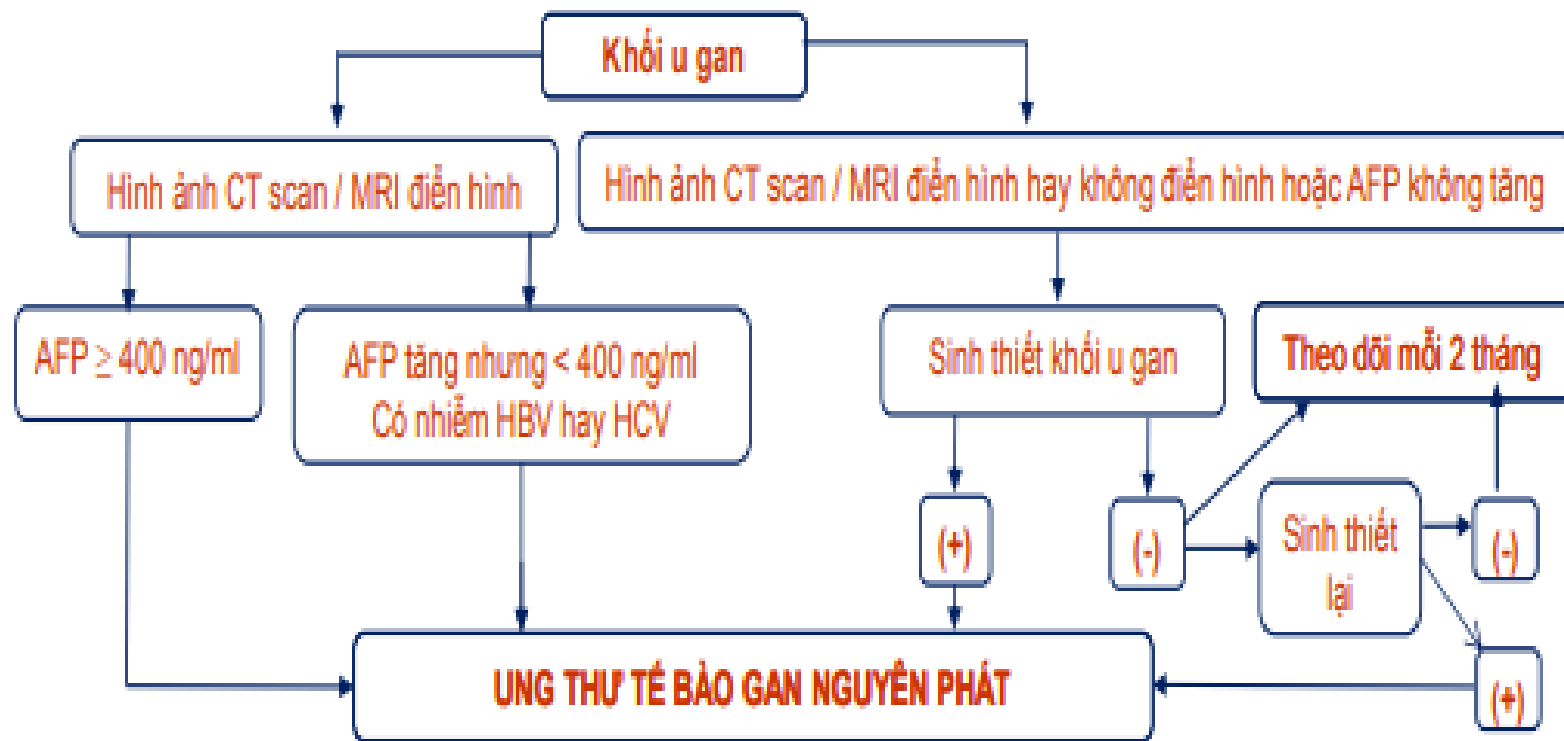 Khối u gan
Hình ảnh CT scan / MRI điển hình
Hình ảnh CT scan / MRI điển hình hay không điển hình hoặc AFP không tăng
AFP ≥ 400 ng/ml
AFP tăng nhưng < 400 ng/ml
Có nhiễm HBV hay HCV
Sinh thiết khối u gan
Theo dõi mỗi 2 tháng
(+)
(-)
Sinh thiết
lại
(-)
UNG THƯ TẾ BÀO GAN NGUYÊN PHÁT
(+)